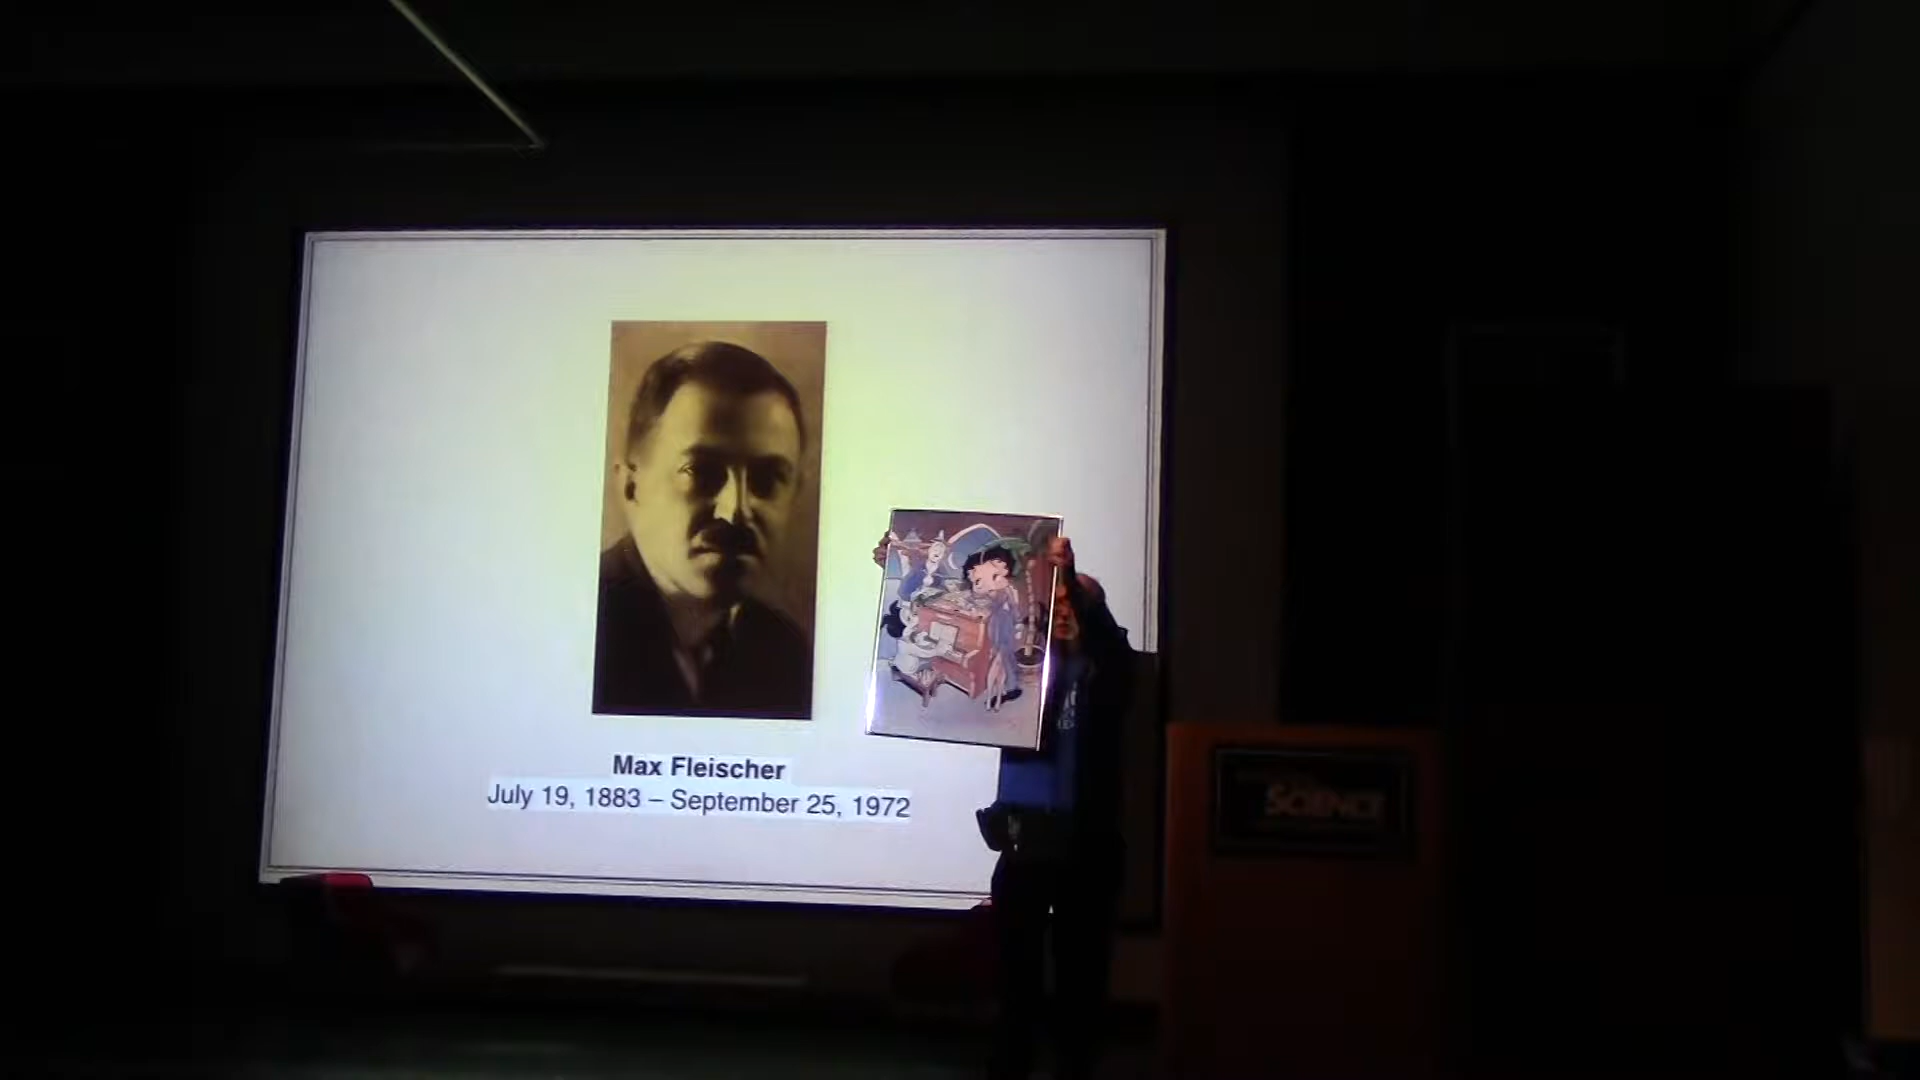 Max Fleischer
July 19, 1883 – September 25, 1972
SCIENCE